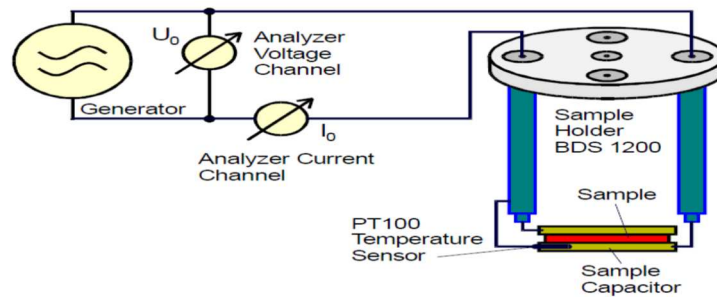 U₀
Analyzer
Voltage
Channel
Generator
I₀
Analyzer Current
Channel
Sample
Holder
BDS 1200
PT100
Temperature
Sensor
Sample
Sample
Capacitor